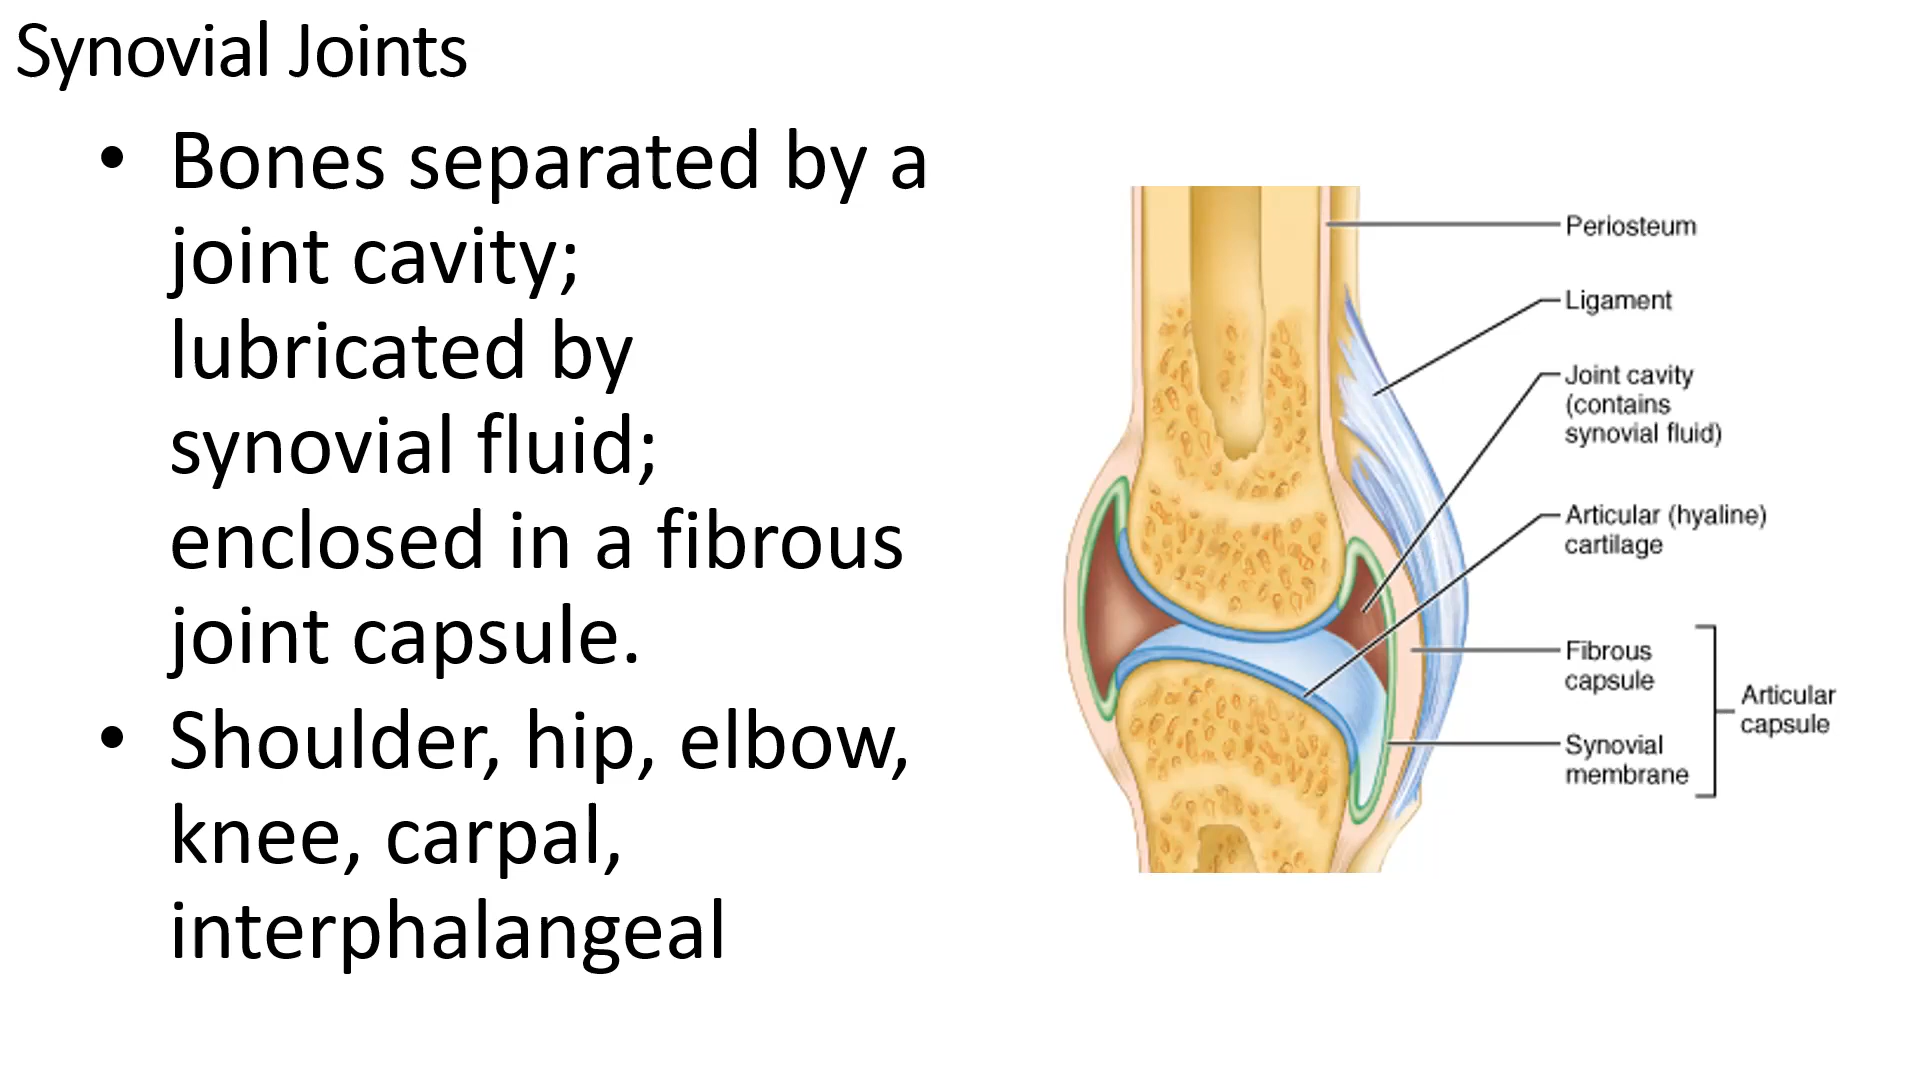 Synovial Joints
• Bones separated by a
joint cavity;
lubricated by
synovial fluid;
enclosed in a fibrous
joint capsule.
• Shoulder, hip, elbow,
knee, carpal,
interphalangeal
Periosteum
Ligament
Joint cavity
(contains
synovial fluid)
Articular (hyaline)
cartilage
Fibrous
capsule
Synovial
membrane
Articular
capsule